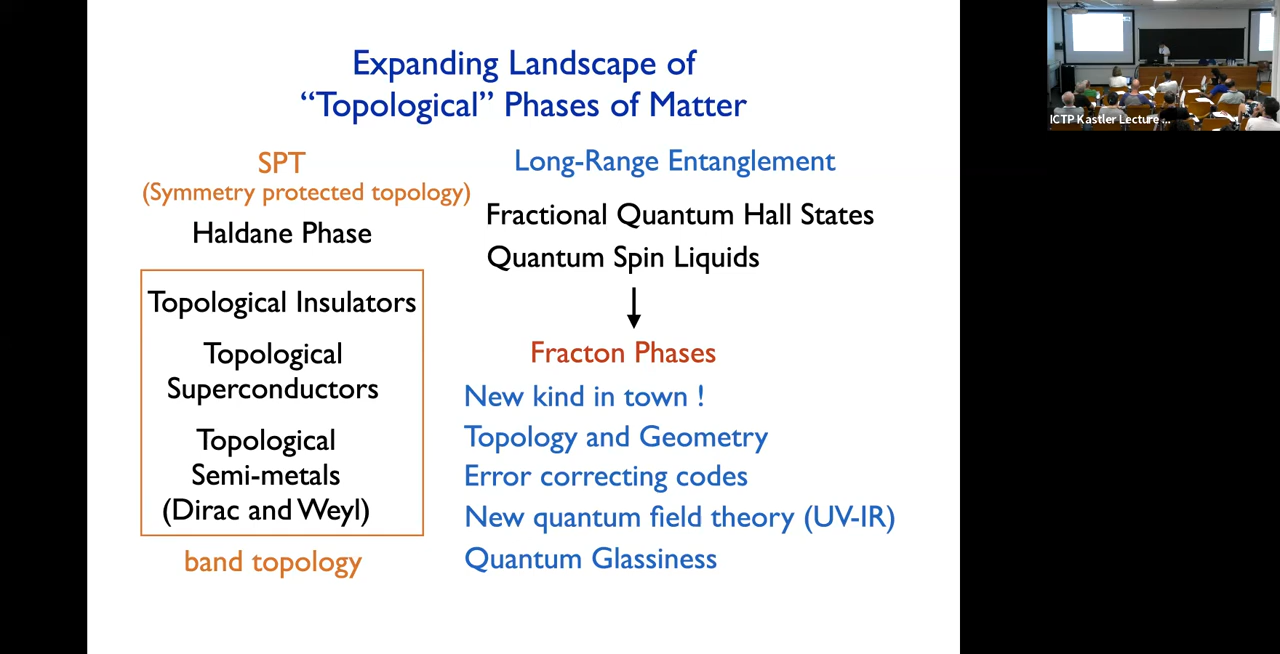 Expanding Landscape of
“Topological” Phases of Matter
SPT
(Symmetry protected topology)
Haldane Phase
Topological Insulators
Topological
Superconductors
Topological
Semi-metals
(Dirac and Weyl)
band topology
Long-Range Entanglement
Fractional Quantum Hall States
Quantum Spin Liquids
Fracton Phases
New kind in town !
Topology and Geometry
Error correcting codes
New quantum field theory (UV-IR)
Quantum Glassiness
ICTP Kastler Lecture ...